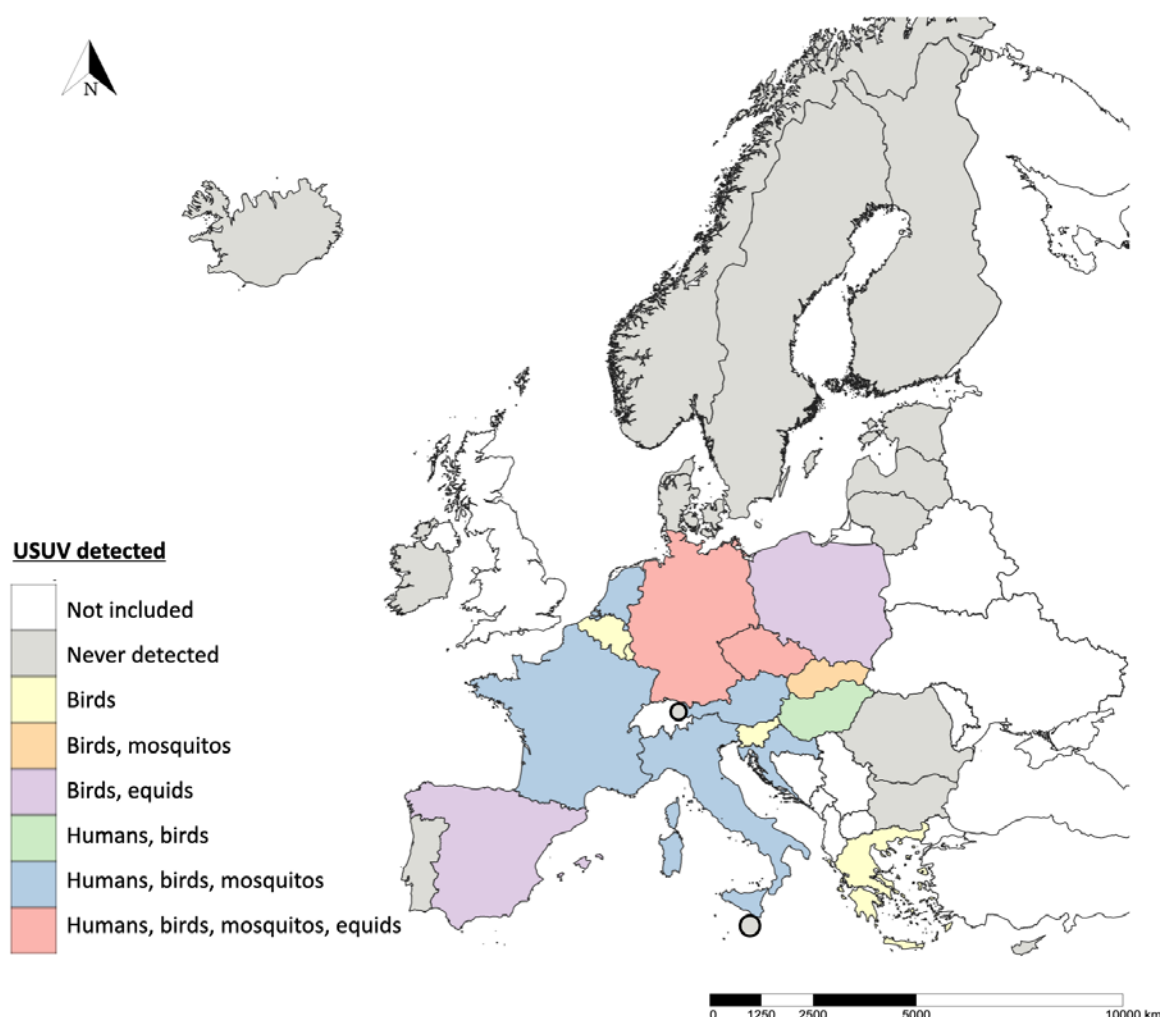 N
USUV detected
Not included
Never detected
Birds
Birds, mosquitos
Birds, equids
Humans, birds
Humans, birds, mosquitos
Humans, birds, mosquitos, equids
0 1250 2500 5000 10000 km